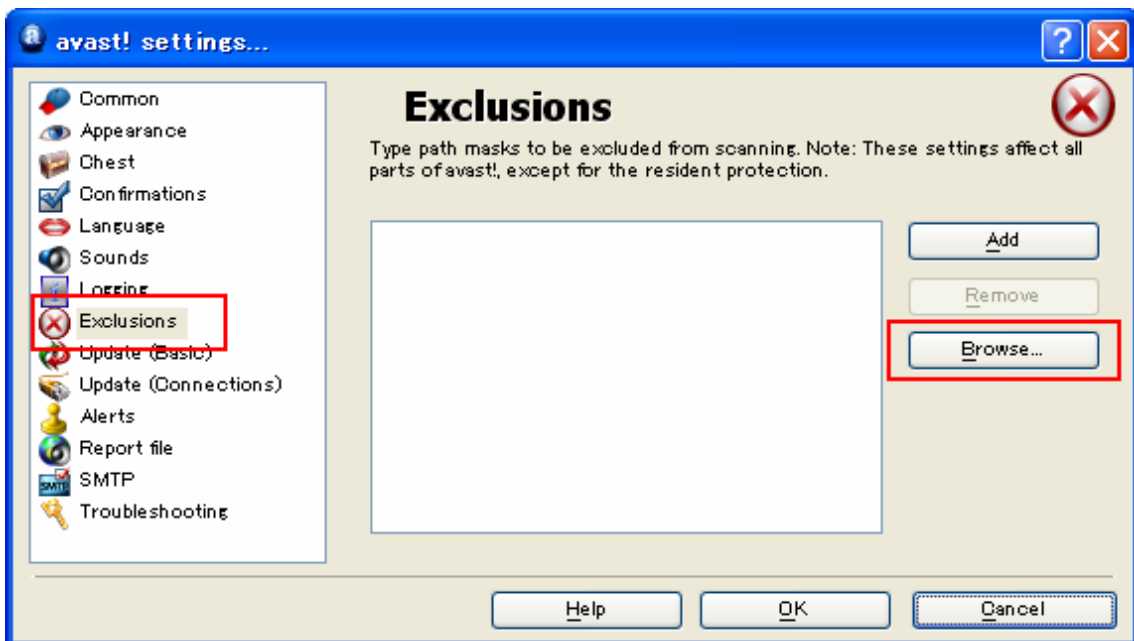 avast! settings...
Common
Appearance
Chest
Confirmations
Language
Sounds
Logging
Exclusions
Update (Basic)
Update (Connections)
Alerts
Report file
SMTP
Troubleshooting
Exclusions
Type path masks to be excluded from scanning. Note: These settings affect all
parts of avast!, except for the resident protection.
Add
Remove
Browse...
Help
OK
Cancel